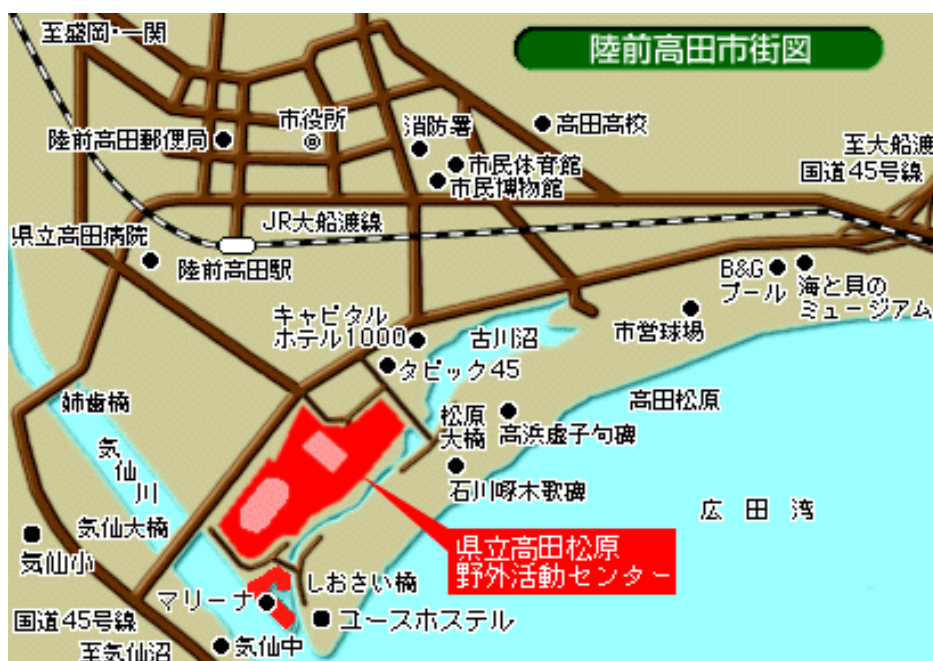 至盛岡・一関
陸前高田市街図
陸前高田郵便局
市役所
消防署
高田高校
市民体育館
市民博物館
至大船渡
国道45号線
JR大船渡線
県立高田病院
陸前高田駅
B&G
プール
海と貝の
ミュージアム
キャピタル
ホテル1000
古川沼
市営球場
タピック45
姉歯橋
松原
大橋
高浜虚子句碑
高田松原
気仙川
石川啄木歌碑
広田湾
気仙大橋
気仙小
県立高田松原
野外活動センター
しおさい橋
マリーナ
ユースホステル
国道45号線
至気仙沼
気仙中